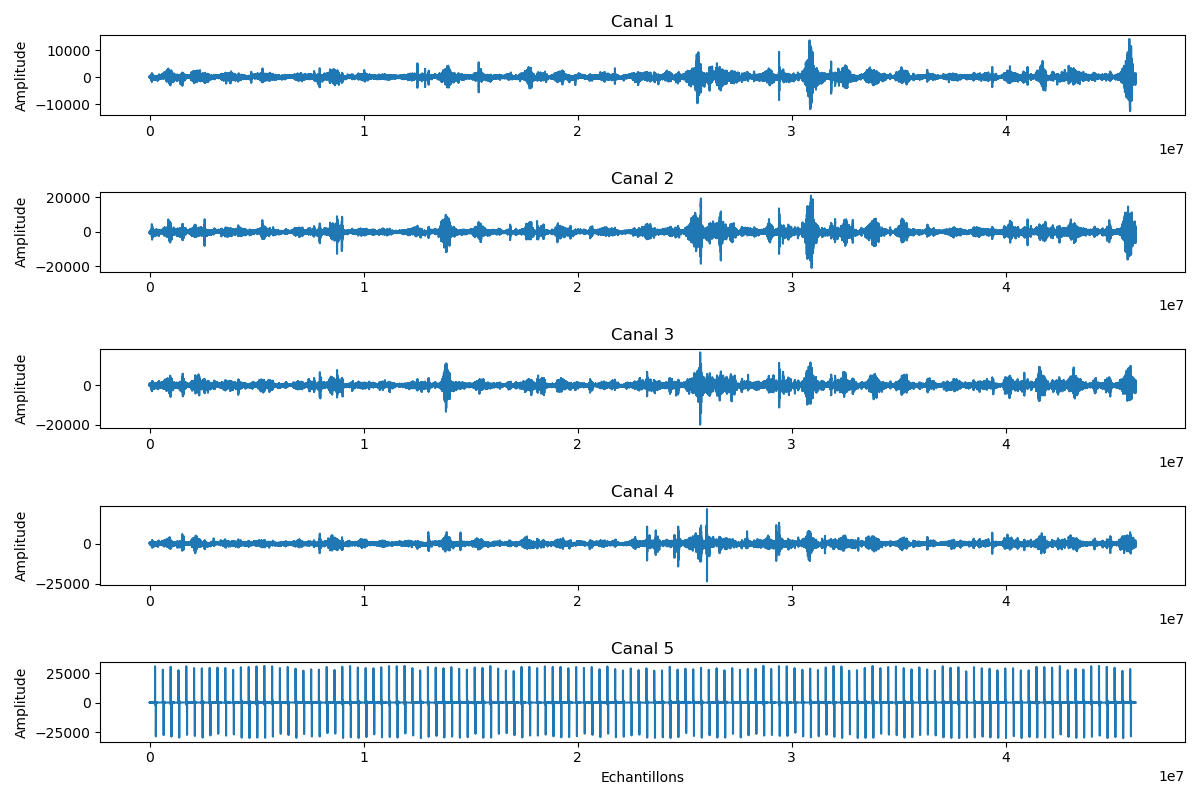 Canal 1
Amplitude
10000
0
−10000
0 1 2 3 4
1e7
Canal 2
Amplitude
20000
0
−20000
0 1 2 3 4
1e7
Canal 3
Amplitude
0
−20000
0 1 2 3 4
1e7
Canal 4
Amplitude
0
−25000
0 1 2 3 4
1e7
Canal 5
Amplitude
25000
0
−25000
0 1 2 3 4
1e7
Echantillons